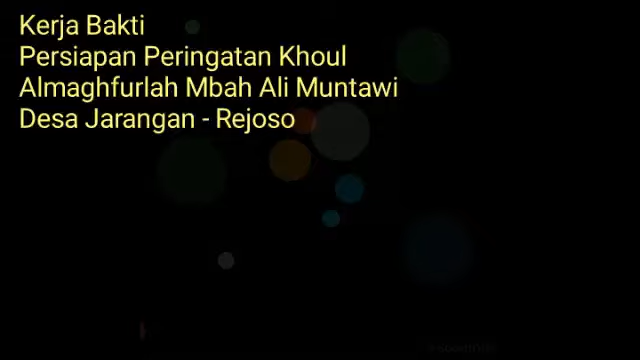 Kerja Bakti
Persiapan Peringatan Khoul
Almaghfurlah Mbah Ali Muntawi
Desa Jarangan - Rejoso